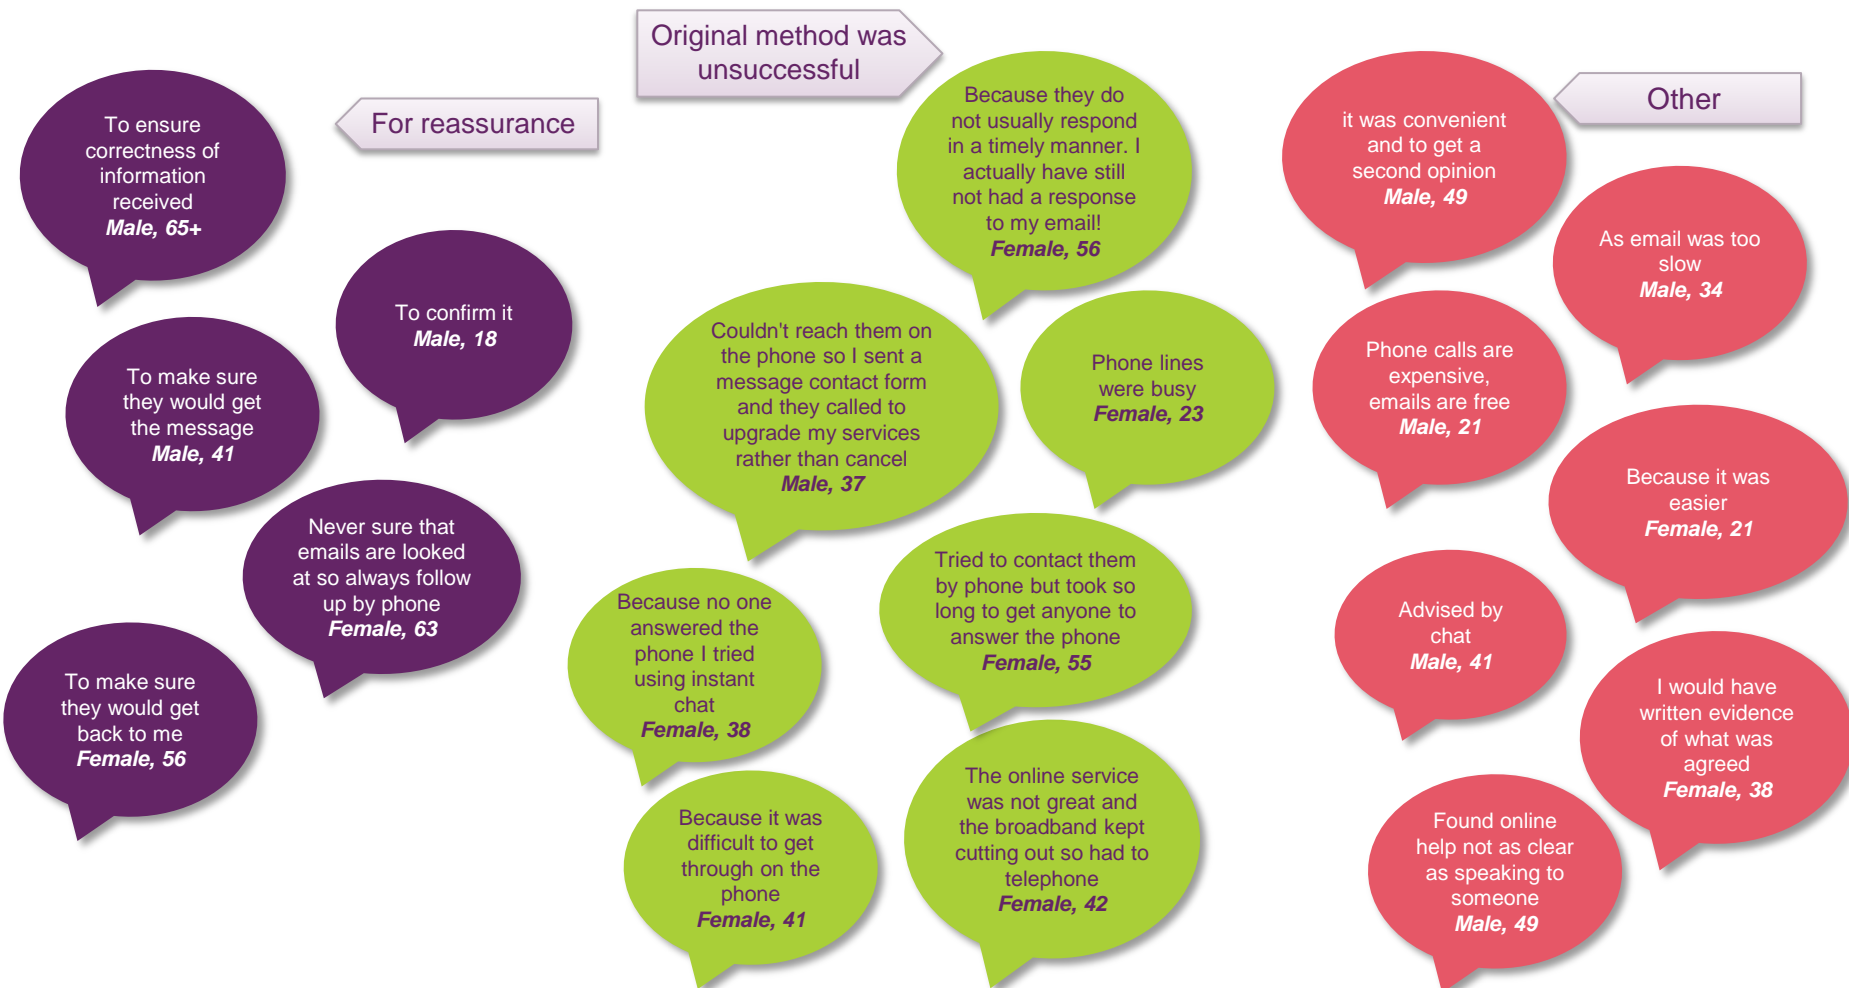 Original method was
unsuccessful
For reassurance
Other
To ensure
correctness of
information
received
Male, 65+
To confirm it
Male, 18
To make sure
they would get
the message
Male, 41
Never sure that
emails are looked
at so always follow
up by phone
Female, 63
To make sure
they would get
back to me
Female, 56
Because they do
not usually respond
in a timely manner. I
actually have still
not had a response
to my email!
Female, 56
Couldn't reach them on
the phone so I sent a
message contact form
and they called to
upgrade my services
rather than cancel
Male, 37
Phone lines
were busy
Female, 23
Tried to contact them
by phone but took so
long to get anyone to
answer the phone
Female, 55
Because no one
answered the
phone I tried
using instant
chat
Female, 38
The online service
was not great and
the broadband kept
cutting out so had to
telephone
Female, 42
Because it was
difficult to get
through on the
phone
Female, 41
it was convenient
and to get a
second opinion
Male, 49
As email was too
slow
Male, 34
Phone calls are
expensive,
emails are free
Male, 21
Because it was
easier
Female, 21
Advised by
chat
Male, 41
I would have
written evidence
of what was
agreed
Female, 38
Found online
help not as clear
as speaking to
someone
Male, 49